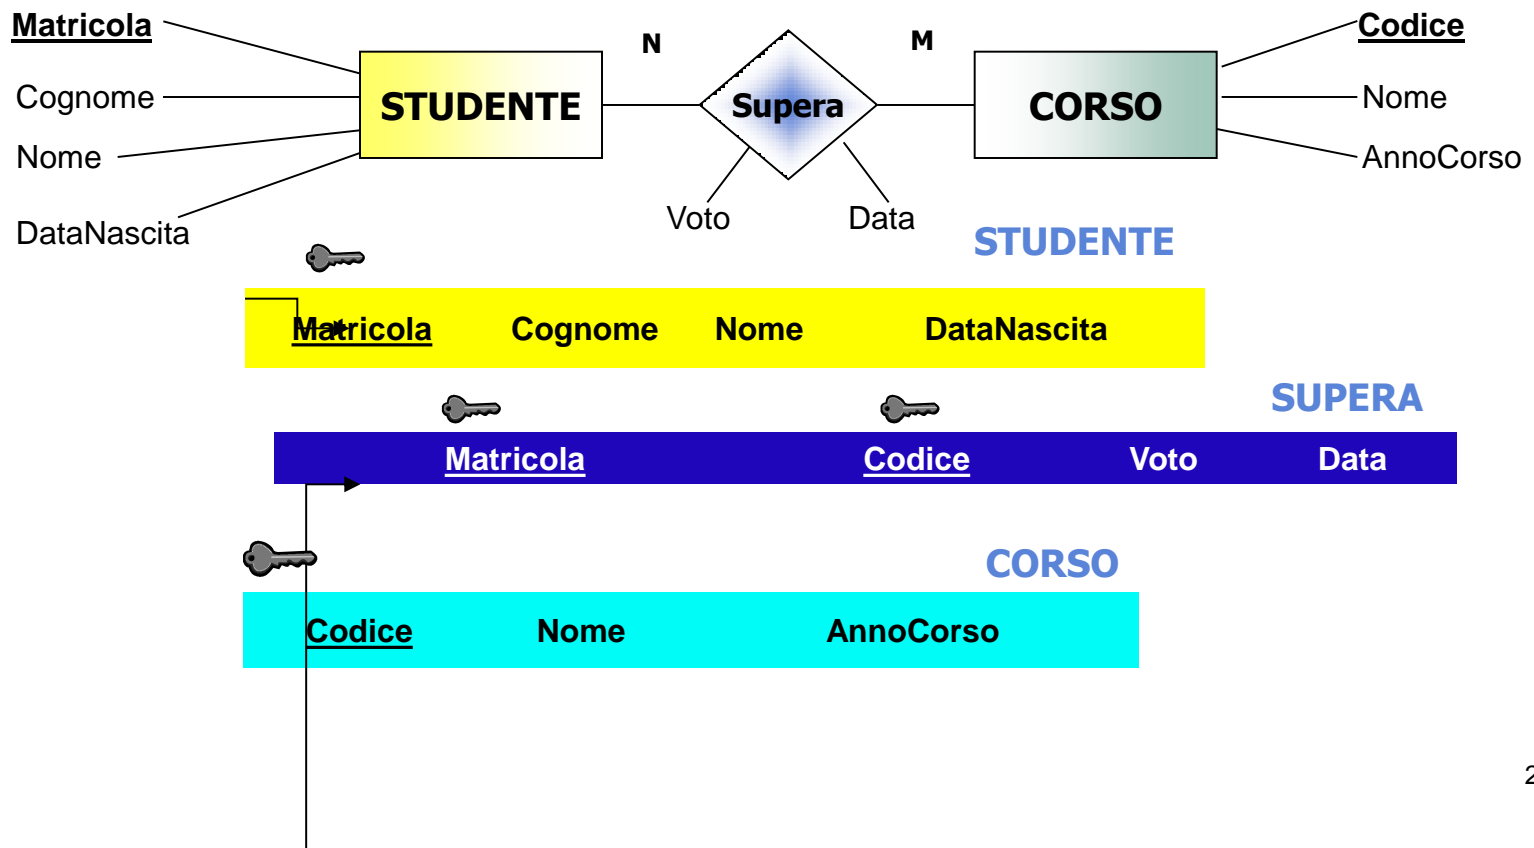 Matricola
Cognome
Nome
DataNascita
STUDENTE
N
Supera
M
CORSO
Voto
Data
Codice
Nome
AnnoCorso
STUDENTE
Matricola Cognome Nome DataNascita
SUPERA
Matricola Codice Voto Data
CORSO
Codice Nome AnnoCorso
2